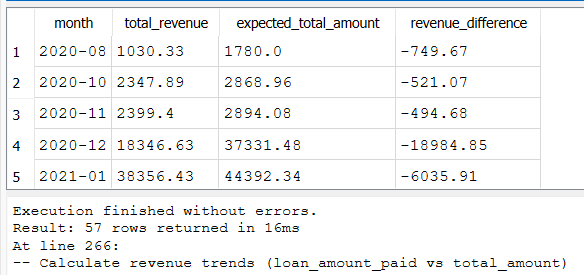 month total_revenue expected_total_amount revenue_difference
1 2020-08 1030.33 1780.0 -749.67
2 2020-10 2347.89 2868.96 -521.07
3 2020-11 2399.4 2894.08 -494.68
4 2020-12 18346.63 37331.48 -18984.85
5 2021-01 38356.43 44392.34 -6035.91
Execution finished without errors.
Result: 57 rows returned in 16ms
At line 266:
-- Calculate revenue trends (loan_amount_paid vs total_amount)